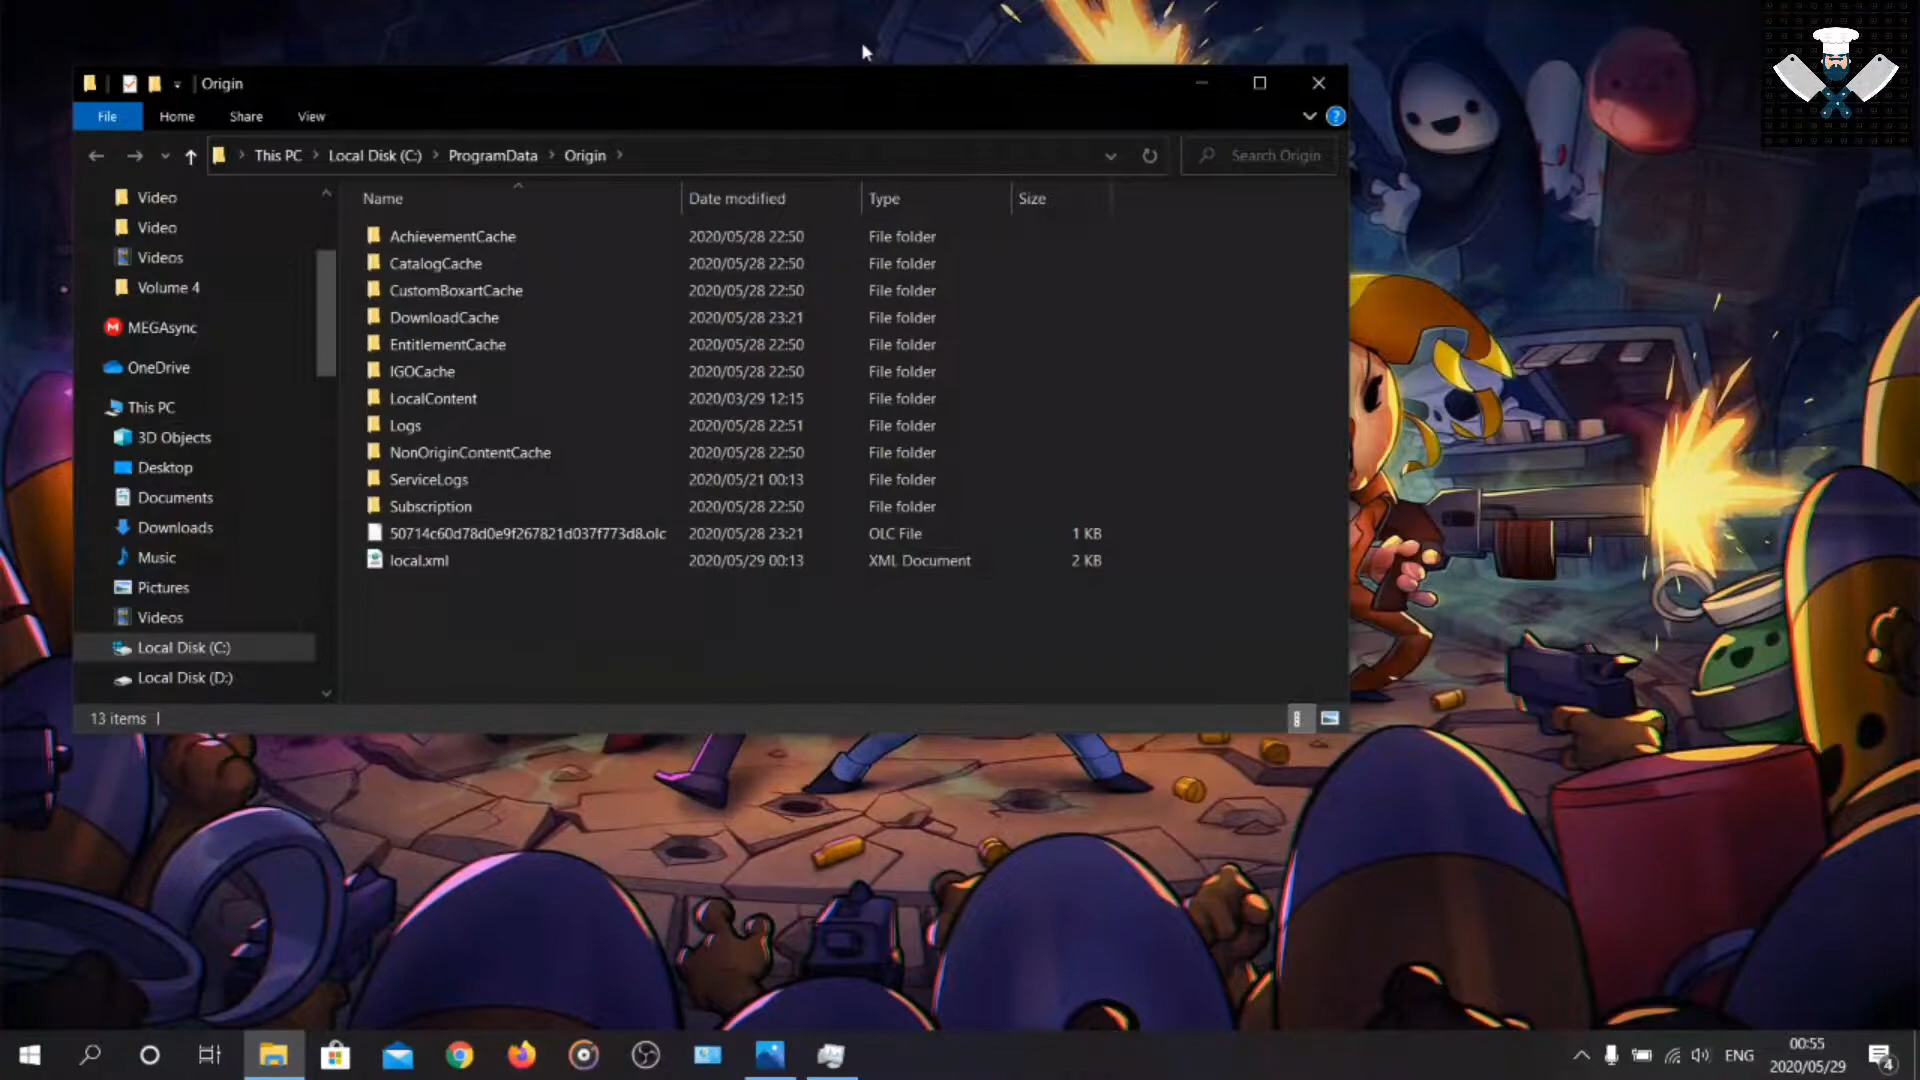 Origin
File Home Share View
This PC Local Disk (C:) ProgramData Origin Search Origin
Name Date modified Type Size
Video
Video
Videos
Volume 4
MEGAsync
OneDrive
This PC
3D Objects
Desktop
Documents
Downloads
Music
Pictures
Videos
Local Disk (C:)
Local Disk (D:)
AchievementCache 2020/05/28 22:50 File folder
CatalogCache 2020/05/28 22:50 File folder
CustomBoxartCache 2020/05/28 22:50 File folder
DownloadCache 2020/05/28 23:21 File folder
EntitlementCache 2020/05/28 22:50 File folder
IGOCache 2020/05/28 22:50 File folder
LocalContent 2020/03/29 12:15 File folder
Logs 2020/05/28 22:51 File folder
NonOriginContentCache 2020/05/28 22:50 File folder
ServiceLogs 2020/05/21 00:13 File folder
Subscription 2020/05/28 22:50 File folder
50714c60d78d0e9f267821d037f773d8.olc 2020/05/28 23:21 OLC File 1 KB
local.xml 2020/05/29 00:13 XML Document 2 KB
13 items
ENG
00:55
2020/05/29
4